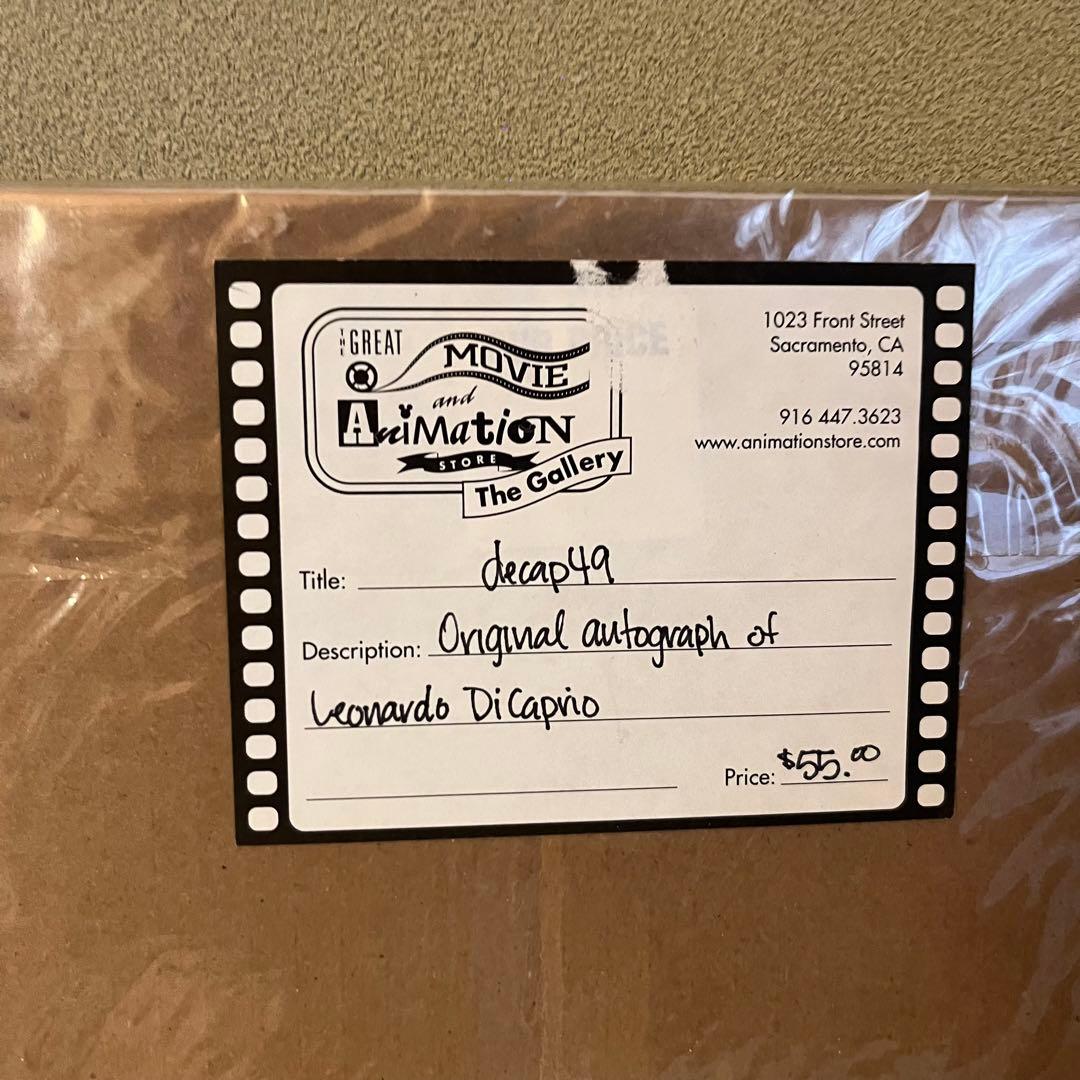 THE GREAT
MOVIE
and
AniMatioN
STORE
The Gallery
1023 Front Street
Sacramento, CA
95814
916 447.3623
www.animationstore.com
Title: decap49
Description: Original autograph of
Leonardo DiCaprio
Price: $55.00